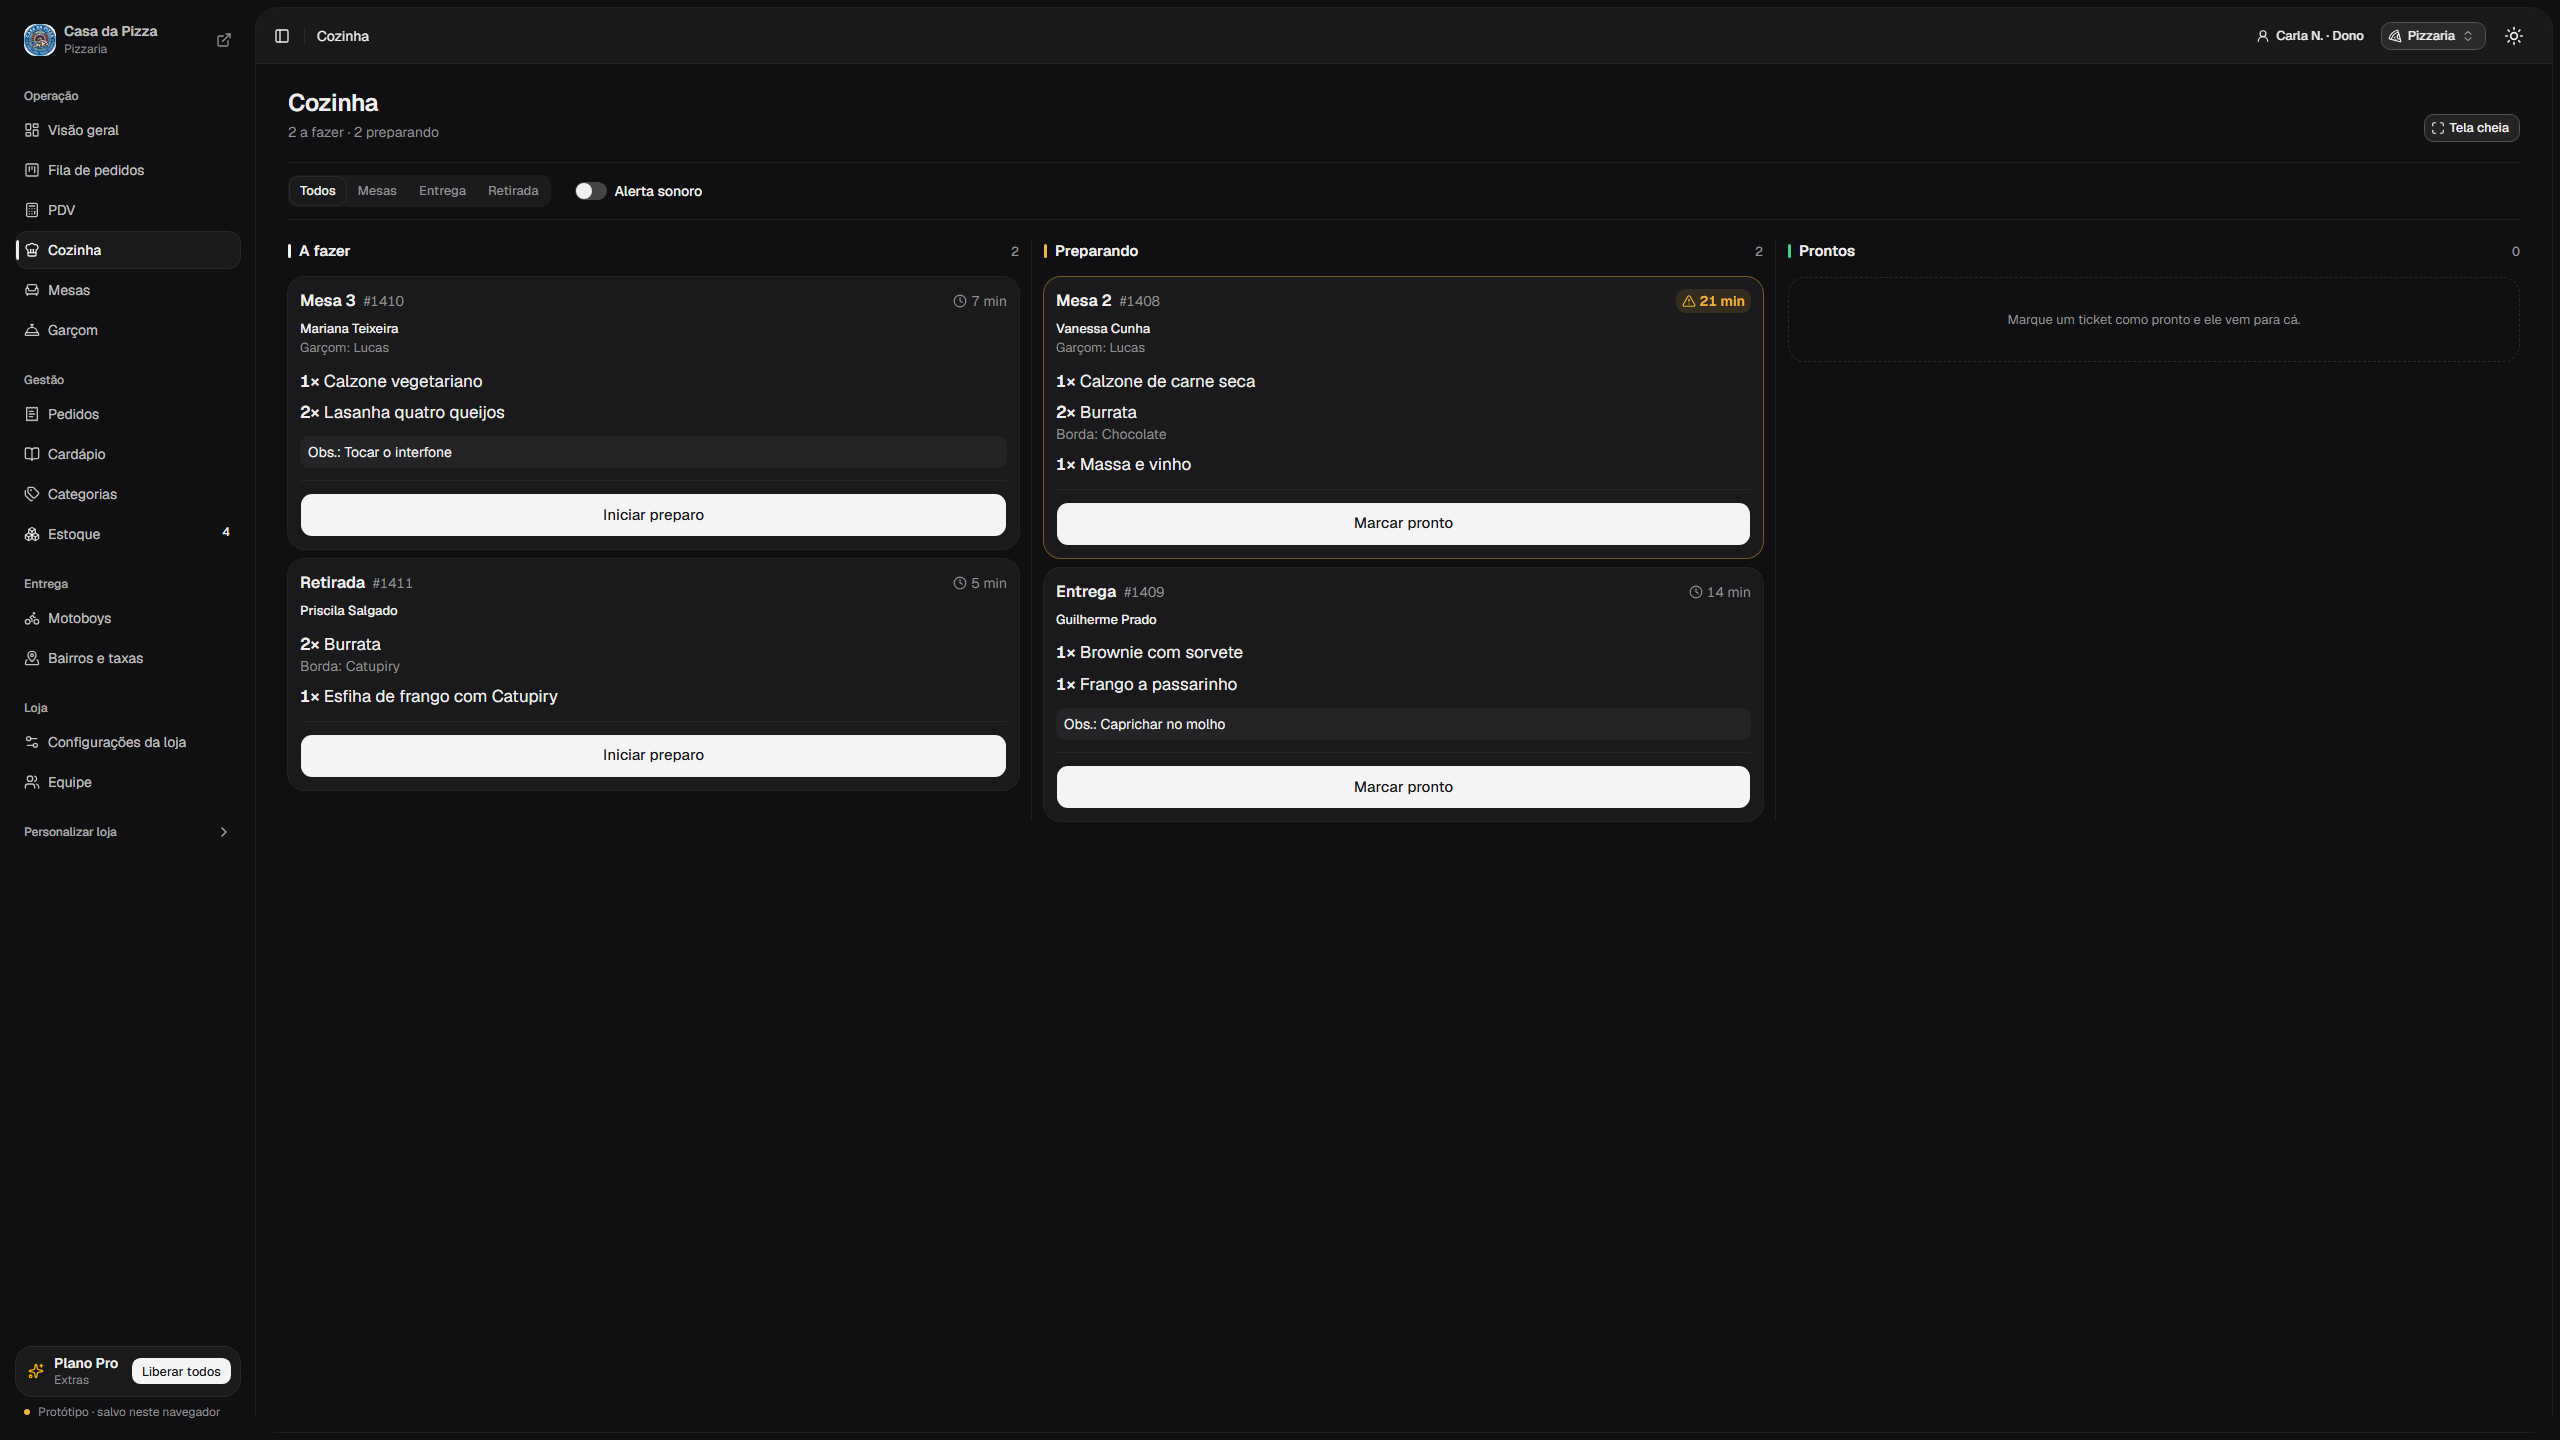 Casa da Pizza
Pizzaria
Operação
Visão geral
Fila de pedidos
PDV
Cozinha
Mesas
Garçom
Gestão
Pedidos
Cardápio
Categorias
Estoque 4
Entrega
Motoboys
Bairros e taxas
Loja
Configurações da loja
Equipe
Personalizar loja
Plano Pro
Extras
Liberar todos
Protótipo · salvo neste navegador
Cozinha
Carla N. · Dono
Pizzaria
Cozinha
2 a fazer · 2 preparando
Tela cheia
Todos Mesas Entrega Retirada
Alerta sonoro
A fazer 2
Mesa 3 #1410 7 min
Mariana Teixeira
Garçom: Lucas
1× Calzone vegetariano
2× Lasanha quatro queijos
Obs.: Tocar o interfone
Iniciar preparo
Retirada #1411 5 min
Priscila Salgado
2× Burrata
Borda: Catupiry
1× Esfiha de frango com Catupiry
Iniciar preparo
Preparando 2
Mesa 2 #1408 21 min
Vanessa Cunha
Garçom: Lucas
1× Calzone de carne seca
2× Burrata
Borda: Chocolate
1× Massa e vinho
Marcar pronto
Entrega #1409 14 min
Guilherme Prado
1× Brownie com sorvete
1× Frango a passarinho
Obs.: Caprichar no molho
Marcar pronto
Prontos 0
Marque um ticket como pronto e ele vem para cá.